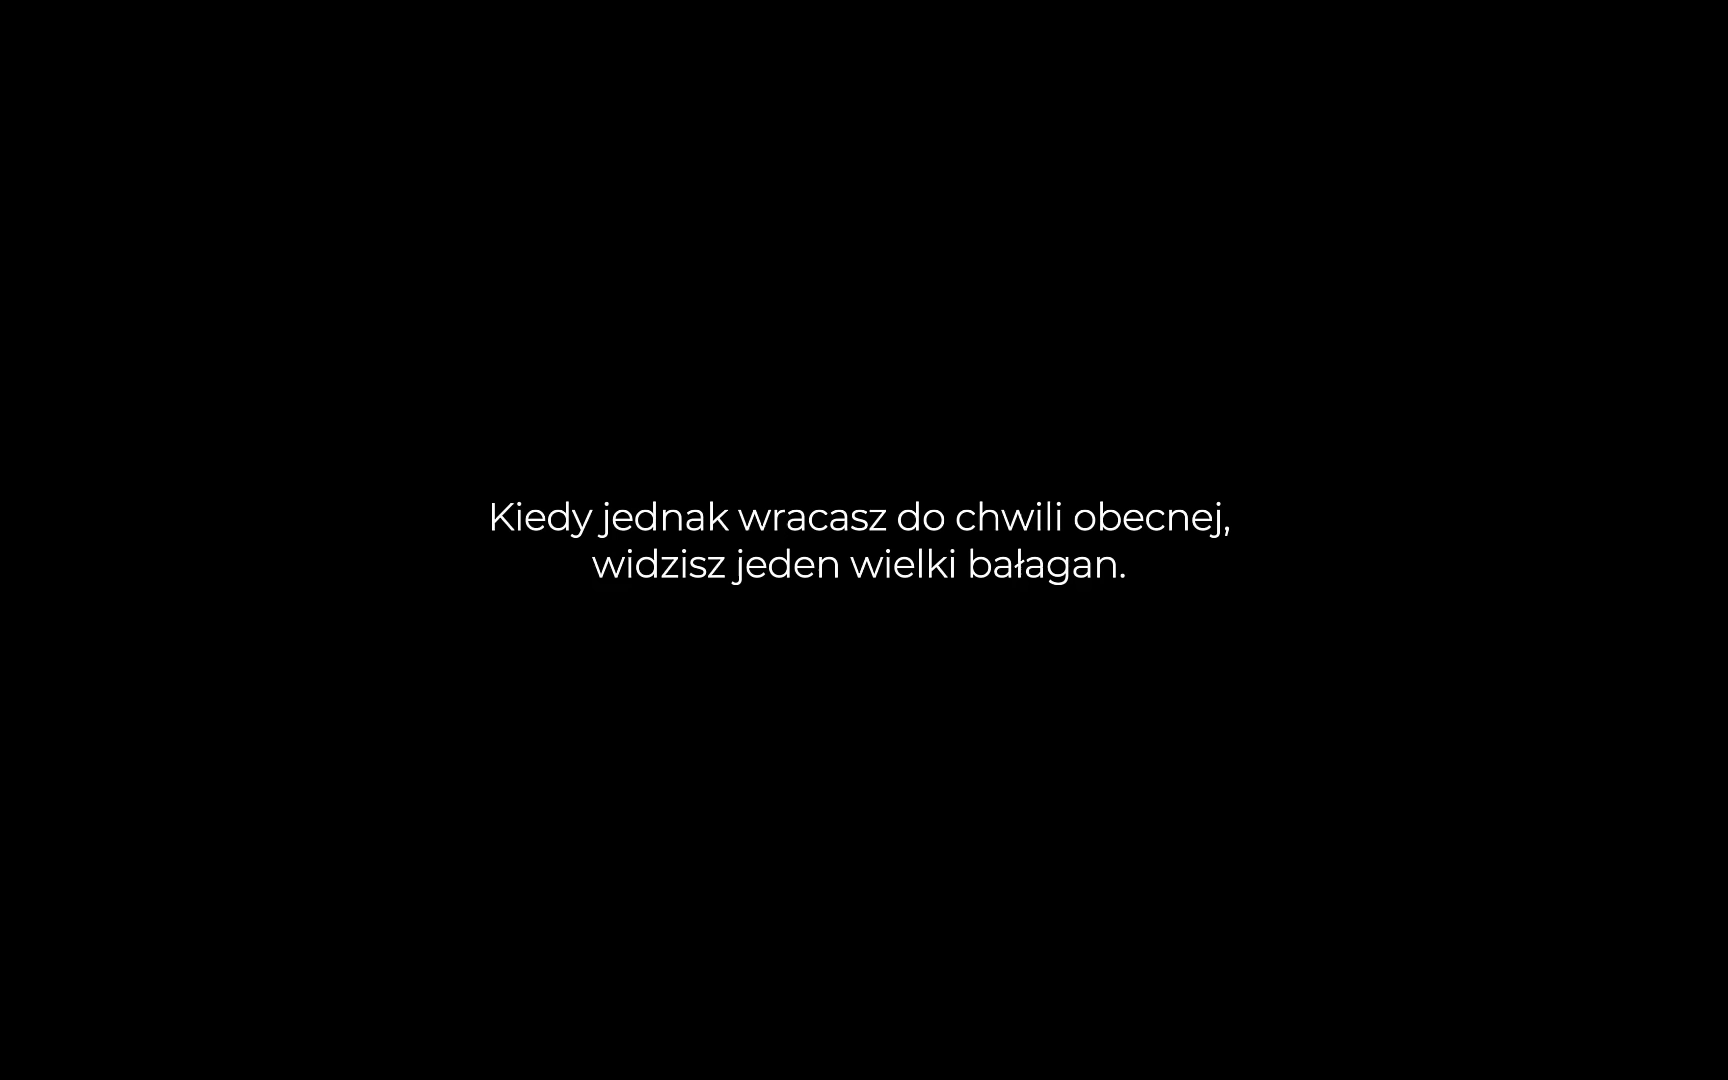 Kiedy jednak wracasz do chwili obecnej,
widzisz jeden wielki bałagan.